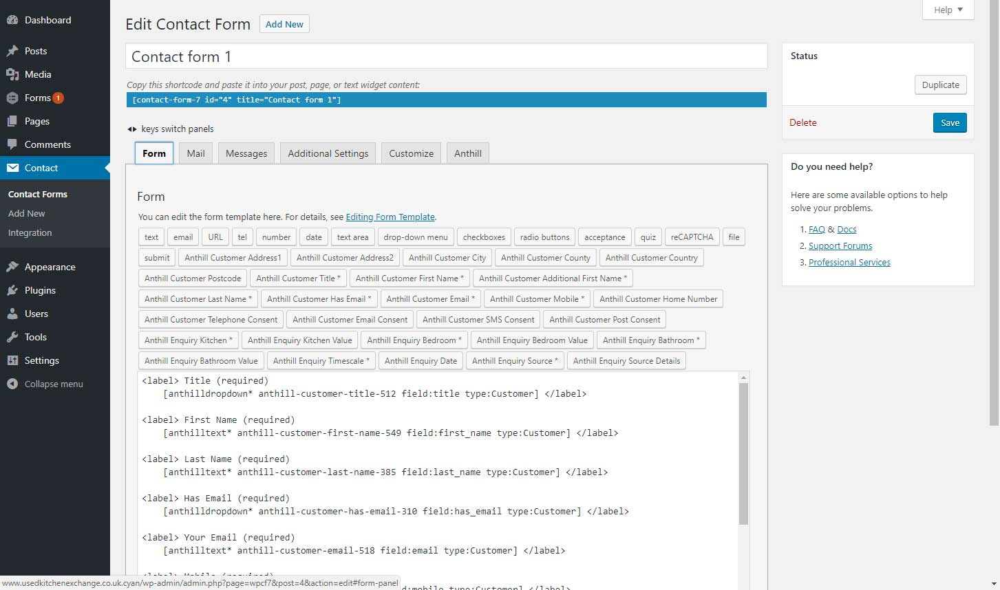 Dashboard
Posts
Media
Forms 1
Pages
Comments
Contact
Contact Forms
Add New
Integration
Appearance
Plugins
Users
Tools
Settings
Collapse menu
Help
Edit Contact Form Add New
Contact form 1
Copy this shortcode and paste it into your post, page, or text widget content:
[contact-form-7 id="4" title="Contact form 1"]
keys switch panels
Form Mail Messages Additional Settings Customize Anthill
Form
You can edit the form template here. For details, see Editing Form Template.
text email URL tel number date text area drop-down menu checkboxes radio buttons acceptance quiz reCAPTCHA file
submit Anthill Customer Address1 Anthill Customer Address2 Anthill Customer City Anthill Customer County Anthill Customer Country
Anthill Customer Postcode Anthill Customer Title * Anthill Customer First Name * Anthill Customer Additional First Name *
Anthill Customer Last Name * Anthill Customer Has Email * Anthill Customer Email * Anthill Customer Mobile * Anthill Customer Home Number
Anthill Customer Telephone Consent Anthill Customer Email Consent Anthill Customer SMS Consent Anthill Customer Post Consent
Anthill Enquiry Kitchen * Anthill Enquiry Kitchen Value Anthill Enquiry Bedroom * Anthill Enquiry Bedroom Value Anthill Enquiry Bathroom *
Anthill Enquiry Bathroom Value Anthill Enquiry Timescale * Anthill Enquiry Date Anthill Enquiry Source * Anthill Enquiry Source Details
<label> Title (required)
[anthilldropdown* anthill-customer-title-512 field:title type:Customer] </label>
<label> First Name (required)
[anthilltext* anthill-customer-first-name-549 field:first_name type:Customer] </label>
<label> Last Name (required)
[anthilltext* anthill-customer-last-name-385 field:last_name type:Customer] </label>
<label> Has Email (required)
[anthilldropdown* anthill-customer-has-email-310 field:has_email type:Customer] </label>
<label> Your Email (required)
[anthilltext* anthill-customer-email-518 field:email type:Customer] </label>
<label> Mobile (required)
d:mobile type:Customer] </label>
www.usedkitchenexchange.co.uk.cyan/wp-admin/admin.php?page=wpcf7&post=4&action=edit#form-panel
Status
Duplicate
Delete Save
Do you need help?
Here are some available options to help
solve your problems.
1. FAQ & Docs
2. Support Forums
3. Professional Services